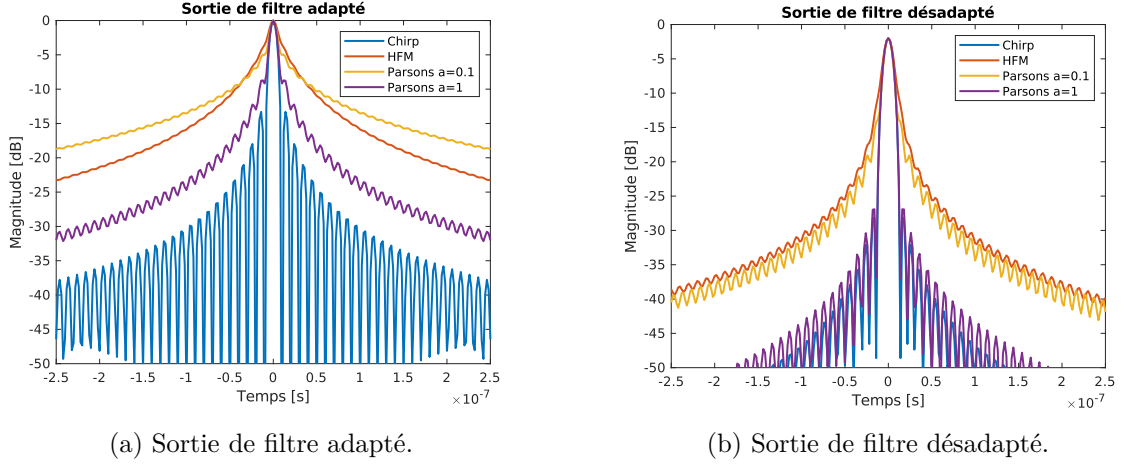 Sortie de filtre adapté
Magnitude [dB]
0
-5
-10
-15
-20
-25
-30
-35
-40
-45
-50
Chirp
HFM
Parsons a=0.1
Parsons a=1
-2.5 -2 -1.5 -1 -0.5 0 0.5 1 1.5 2 2.5
Temps [s]
×10⁻⁷
(a) Sortie de filtre adapté.
Sortie de filtre désadapté
Magnitude [dB]
0
-5
-10
-15
-20
-25
-30
-35
-40
-45
-50
Chirp
HFM
Parsons a=0.1
Parsons a=1
-2.5 -2 -1.5 -1 -0.5 0 0.5 1 1.5 2 2.5
Temps [s]
×10⁻⁷
(b) Sortie de filtre désadapté.